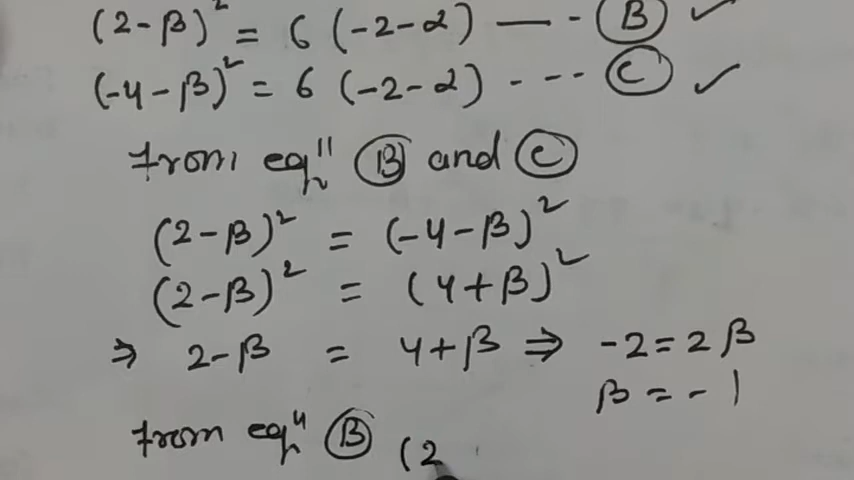 (2-β)² = 6 (-2-α) — - (B) ✓
(-4-β)² = 6 (-2-α) - - - (C) ✓
from eqⁿ (B) and (C)
(2-β)² = (-4-β)²
(2-β)² = (4+β)²
⇒ 2-β = 4+β ⇒ -2 = 2β
β = -1
from eqⁿ (B) (2